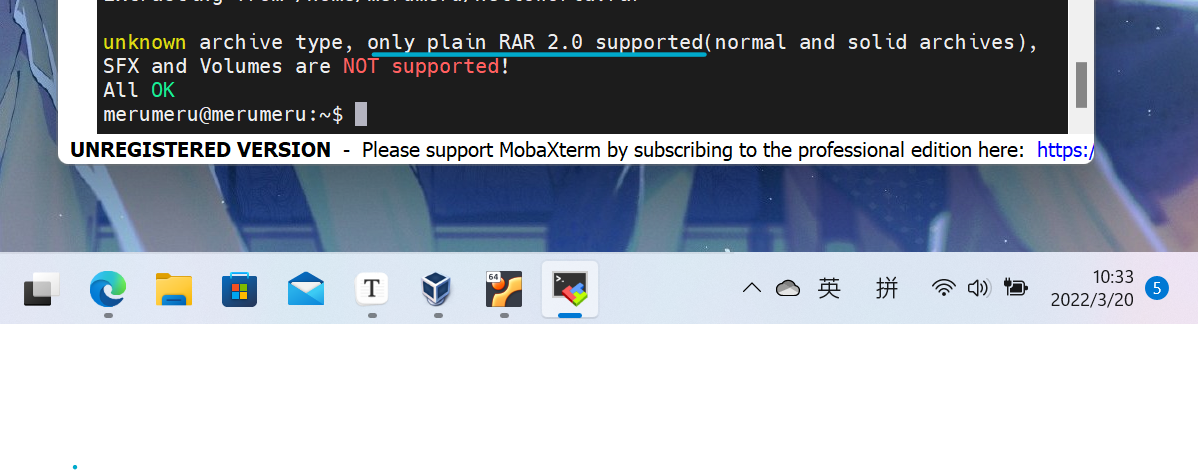 unknown archive type, only plain RAR 2.0 supported(normal and solid archives),
SFX and Volumes are NOT supported!
All OK
merumeru@merumeru:~$
UNREGISTERED VERSION - Please support MobaXterm by subscribing to the professional edition here: https:/
64
T
>_
英 拼
10:33
2022/3/20
5